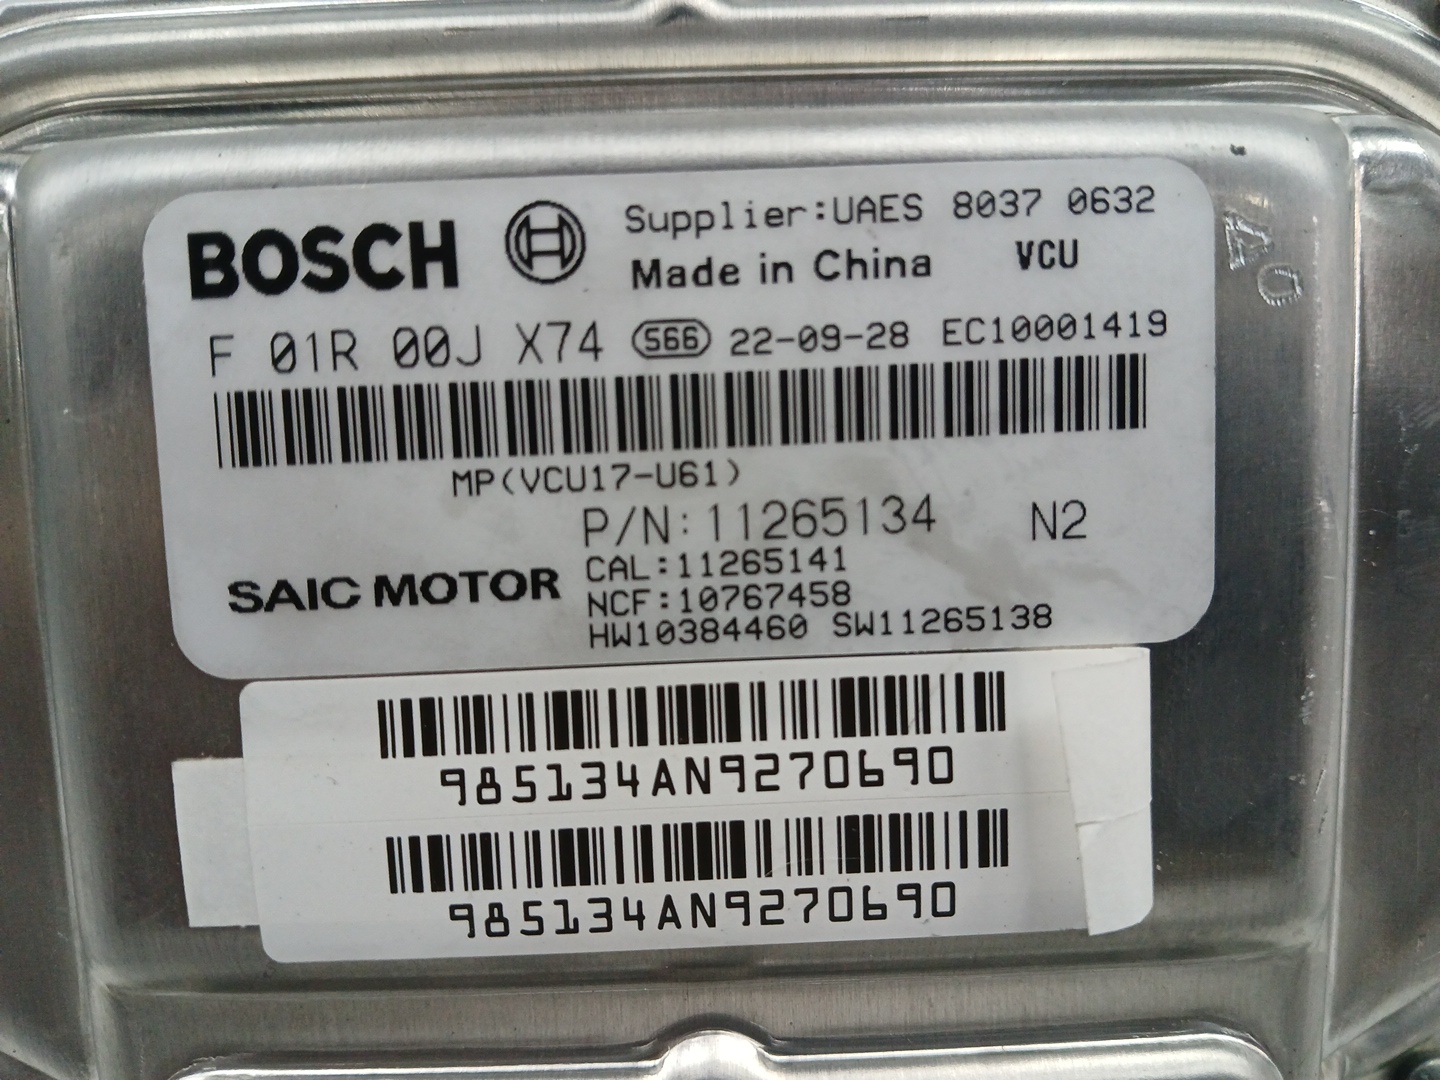 BOSCH Supplier:UAES 8037 0632
Made in China VCU
F 01R 00J X74 566 22-09-28 EC10001419
MP(VCU17-U61)
P/N:11265134 N2
SAIC MOTOR CAL:11265141
NCF:10767458
HW10384460 SW11265138
985134AN9270690
985134AN9270690